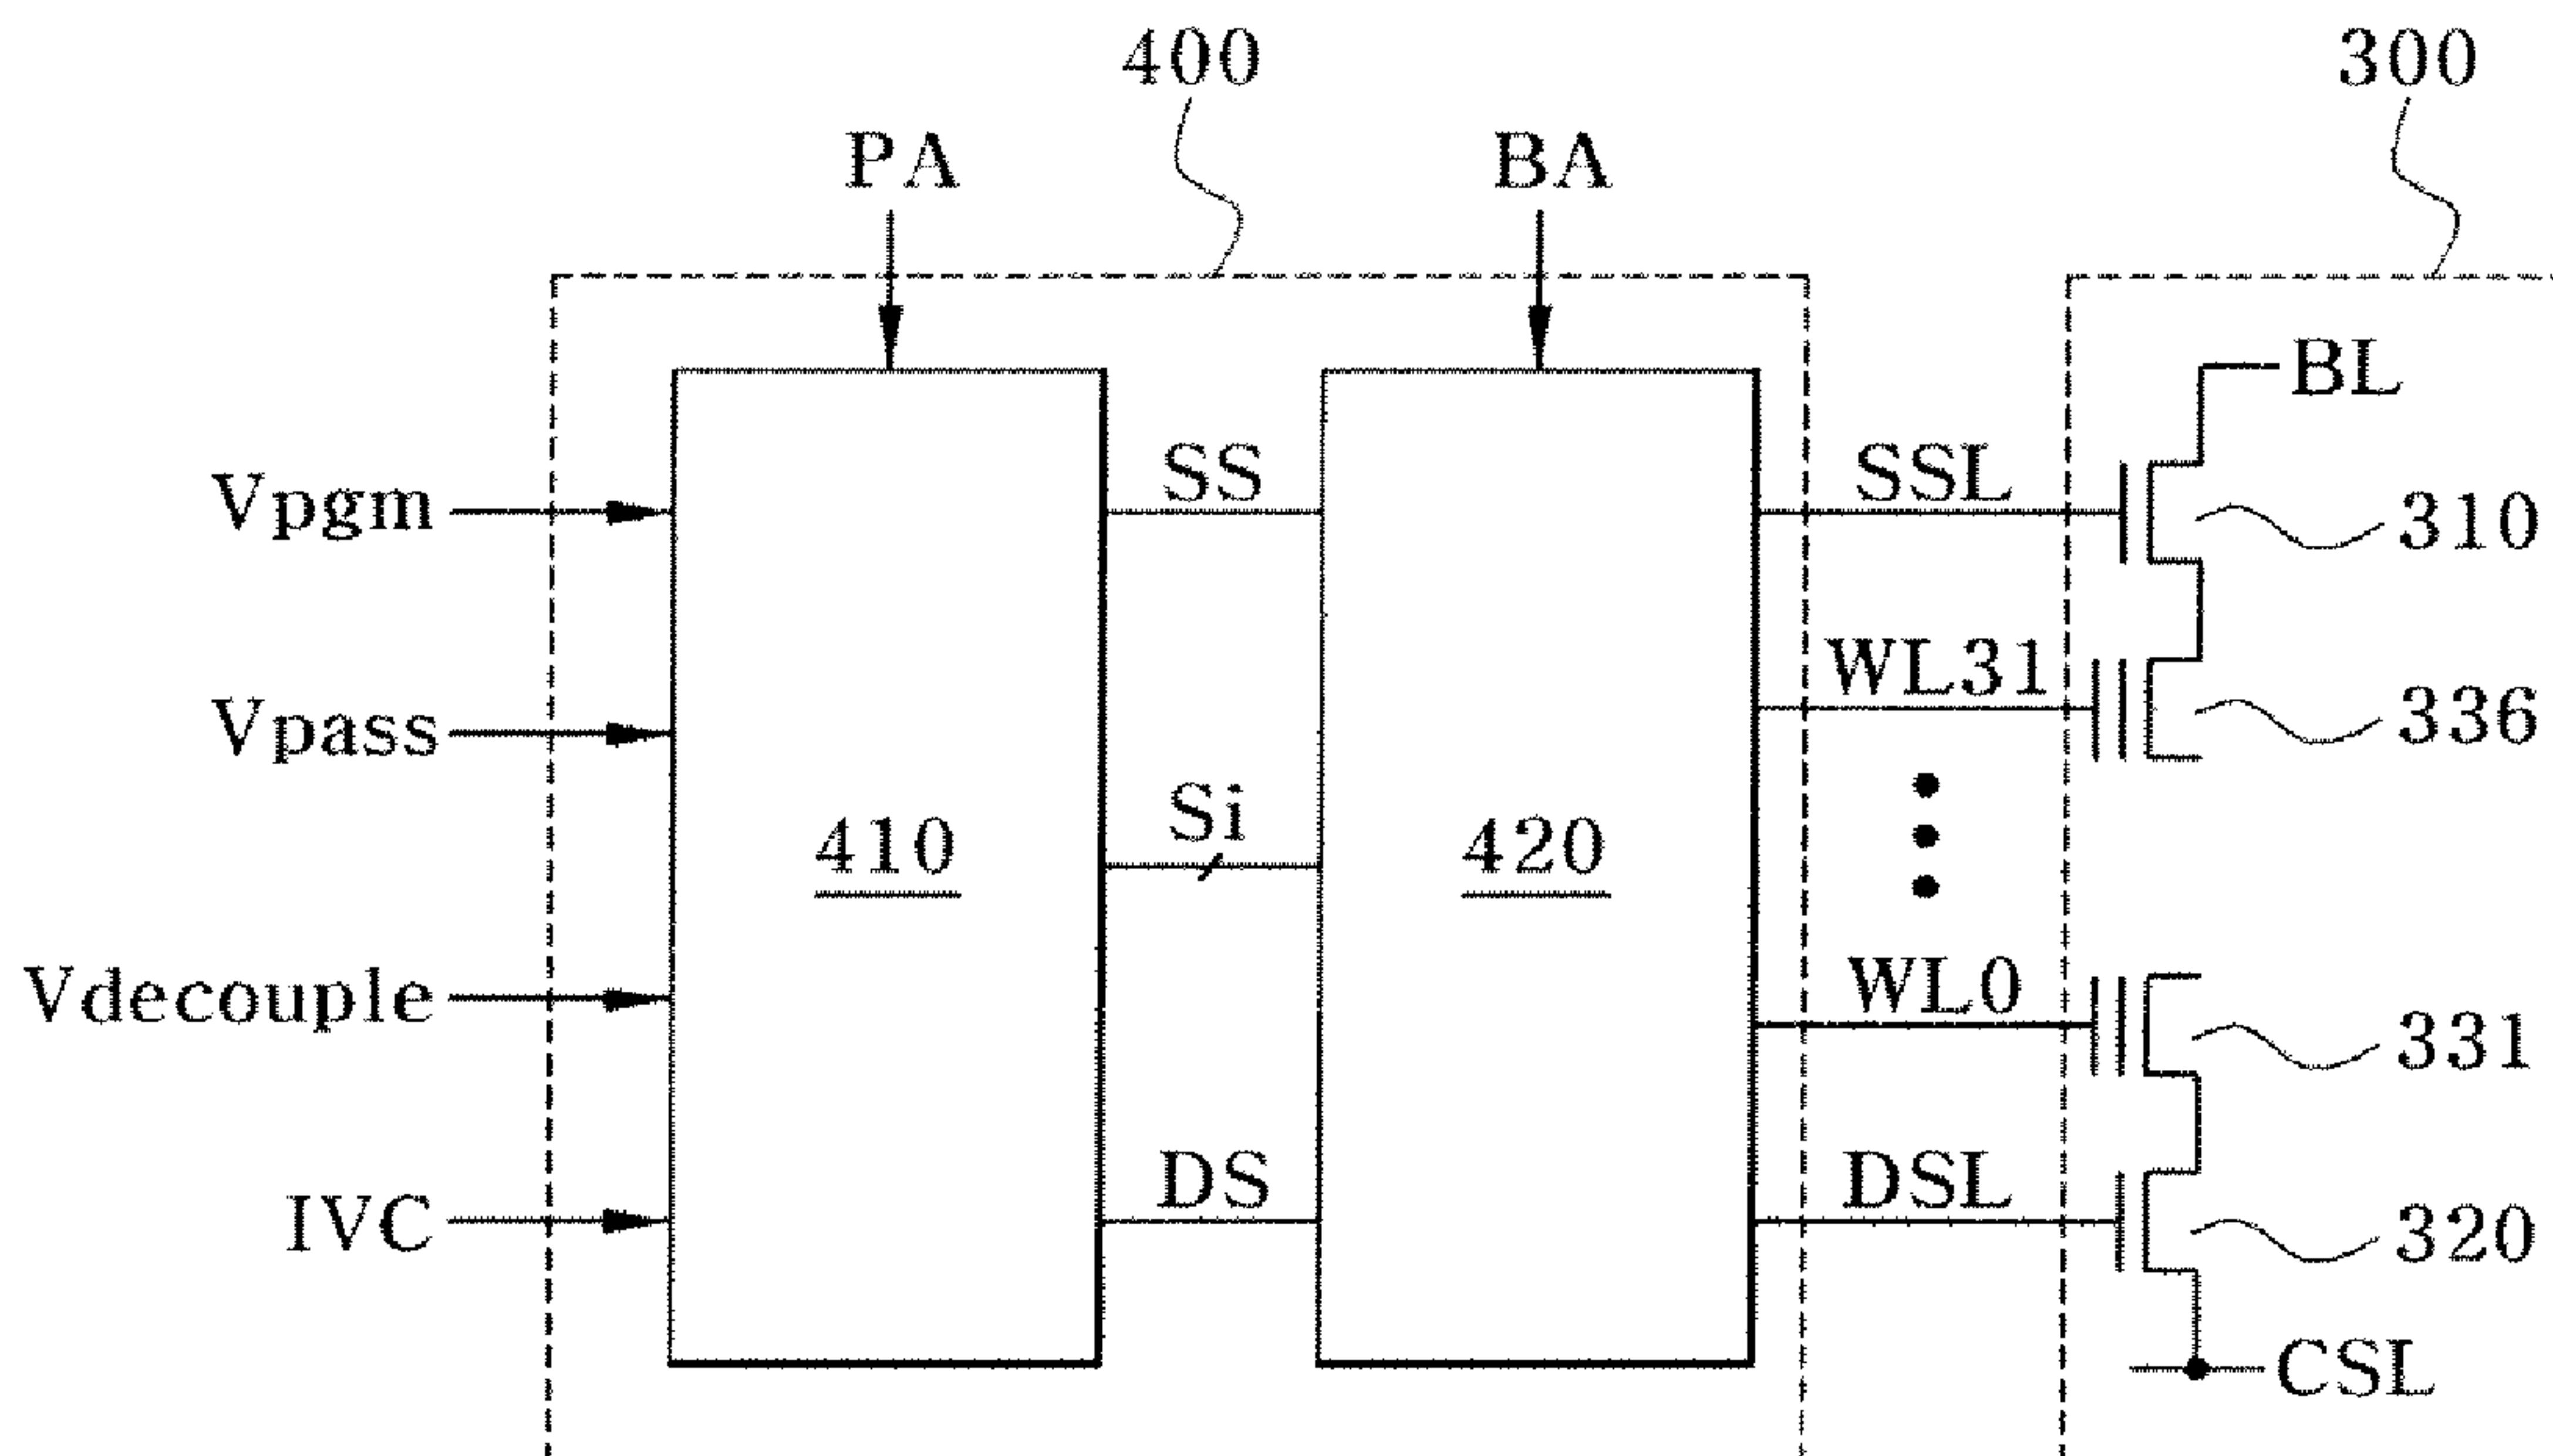 400
300
PA
BA
BL
Vpgm
SS
SSL
310
Vpass
WL31
336
Si
410
420
Vdecouple
WL0
331
IVC
DS
DSL
320
CSL